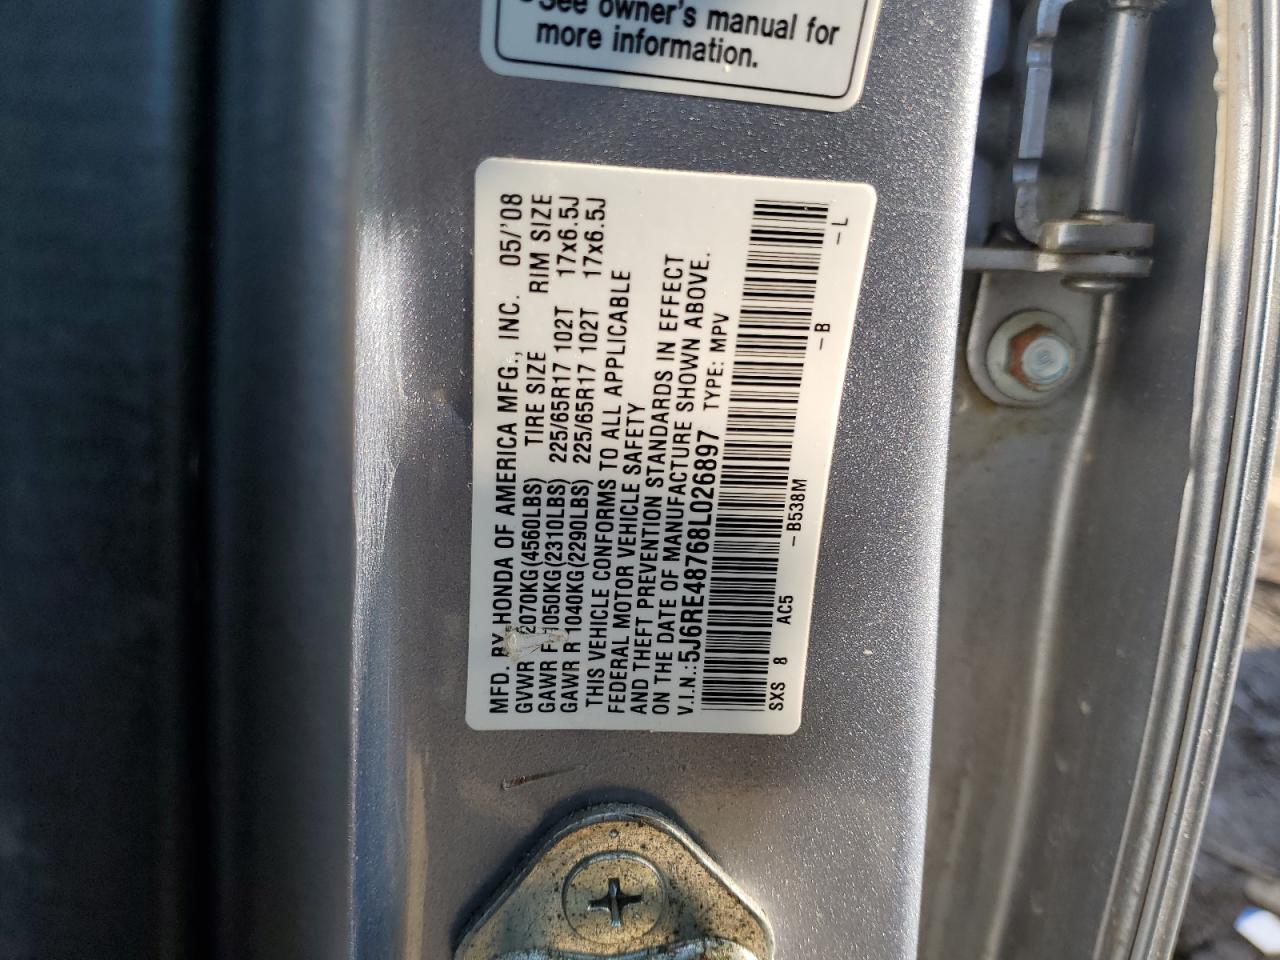 See owner's manual for
more information.
MFD. BY HONDA OF AMERICA MFG., INC. 05/'08
GVWR 2070KG(4560LBS) TIRE SIZE RIM SIZE
GAWR F 1050KG(2310LBS) 225/65R17 102T 17x6.5J
GAWR R 1040KG(2290LBS) 225/65R17 102T 17x6.5J
THIS VEHICLE CONFORMS TO ALL APPLICABLE
FEDERAL MOTOR VEHICLE SAFETY
AND THEFT PREVENTION STANDARDS IN EFFECT
ON THE DATE OF MANUFACTURE SHOWN ABOVE.
V.I.N.: 5J6RE48768L026897 TYPE: MPV
SXS 8 AC5 -B538M -B -L